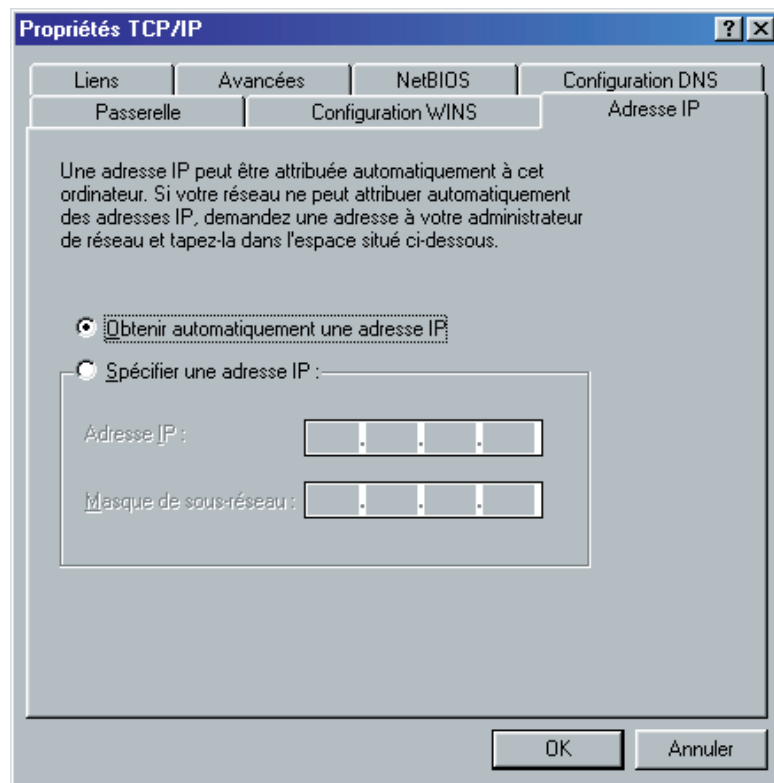 Propriétés TCP/IP
Liens Avancées NetBIOS Configuration DNS
Passerelle Configuration WINS Adresse IP
Une adresse IP peut être attribuée automatiquement à cet
ordinateur. Si votre réseau ne peut attribuer automatiquement
des adresses IP, demandez une adresse à votre administrateur
de réseau et tapez-la dans l'espace situé ci-dessous.
Obtenir automatiquement une adresse IP
Spécifier une adresse IP :
Adresse IP :
Masque de sous-réseau :
OK Annuler